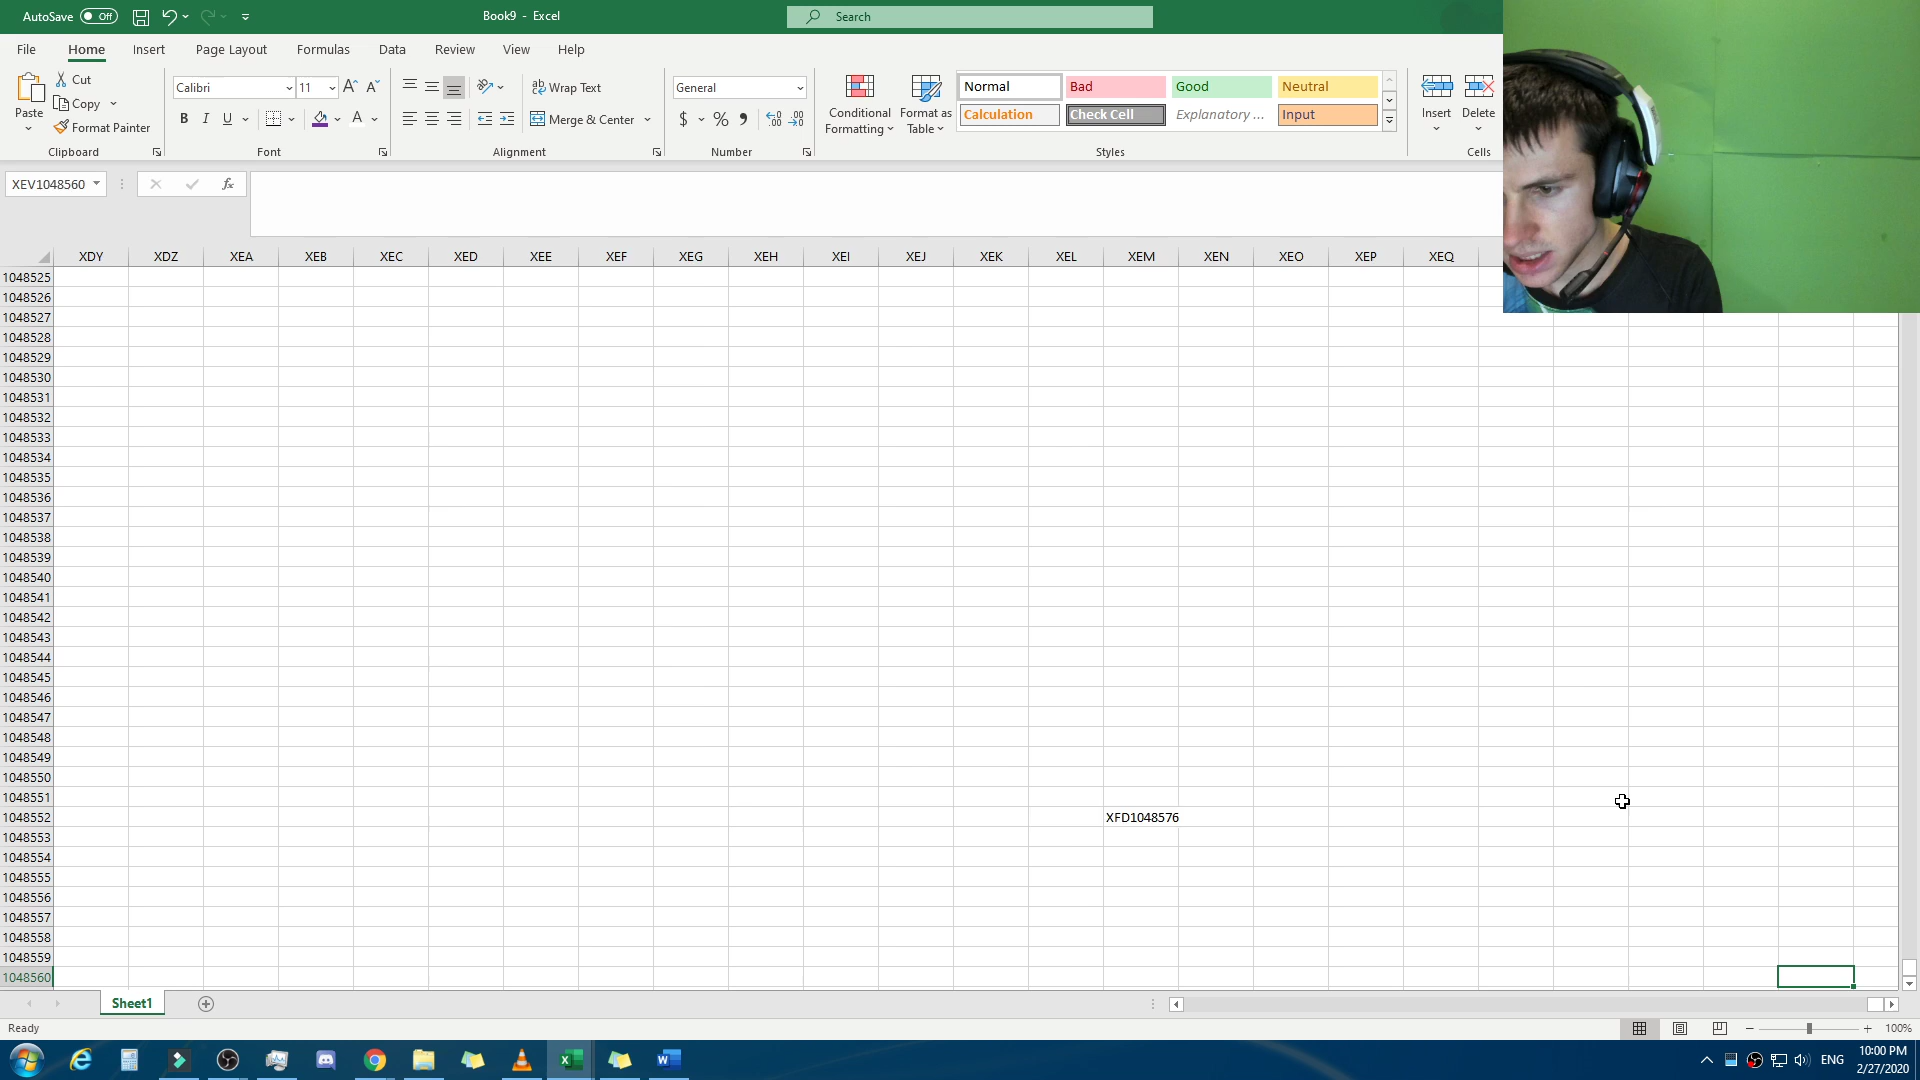 AutoSave Off Book9 - Excel Search
File Home Insert Page Layout Formulas Data Review View Help
Paste Cut Copy Format Painter Clipboard
Calibri 11 A A B I U A Font
Wrap Text Merge & Center Alignment
General $ % Number
Conditional Formatting Format as Table
Normal Bad Good Neutral
Calculation Check Cell Explanatory ... Input
Styles
Insert Delete Cells
XEV1048560 fx
XDY XDZ XEA XEB XEC XED XEE XEF XEG XEH XEI XEJ XEK XEL XEM XEN XEO XEP XEQ
1048525
1048526
1048527
1048528
1048529
1048530
1048531
1048532
1048533
1048534
1048535
1048536
1048537
1048538
1048539
1048540
1048541
1048542
1048543
1048544
1048545
1048546
1048547
1048548
1048549
1048550
1048551
1048552 XFD1048576
1048553
1048554
1048555
1048556
1048557
1048558
1048559
1048560
Sheet1
Ready 100%
ENG 10:00 PM
2/27/2020